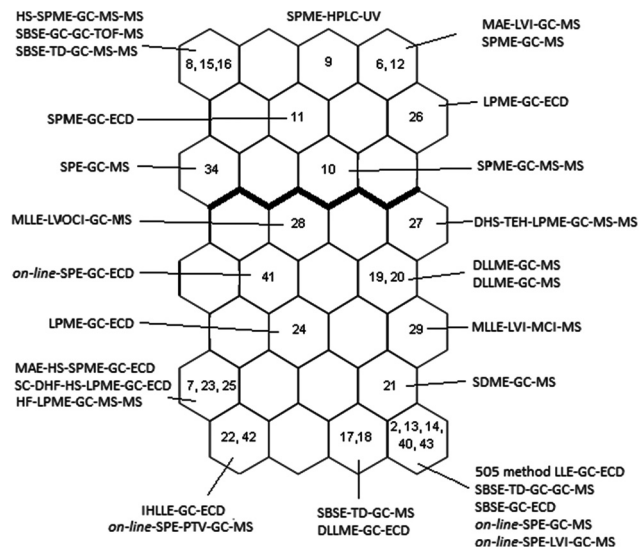 HS-SPME-GC-MS-MS
SBSE-GC-GC-TOF-MS
SBSE-TD-GC-MS-MS
SPME-HPLC-UV
MAE-LVI-GC-MS
SPME-GC-MS
8, 15,16
9
6, 12
LPME-GC-ECD
SPME-GC-ECD
11
26
SPE-GC-MS
34
10
SPME-GC-MS-MS
MLLE-LVOCI-GC-MS
28
27
DHS-TEH-LPME-GC-MS-MS
on-line-SPE-GC-ECD
41
19, 20
DLLME-GC-MS
DLLME-GC-MS
LPME-GC-ECD
24
29
MLLE-LVI-MCI-MS
MAE-HS-SPME-GC-ECD
SC-DHF-HS-LPME-GC-ECD
HF-LPME-GC-MS-MS
7, 23, 25
21
SDME-GC-MS
22, 42
17,18
2, 13, 14,
40, 43
IHLLE-GC-ECD
on-line-SPE-PTV-GC-MS
SBSE-TD-GC-MS
DLLME-GC-ECD
505 method LLE-GC-ECD
SBSE-TD-GC-GC-MS
SBSE-GC-ECD
on-line-SPE-GC-MS
on-line-SPE-LVI-GC-MS